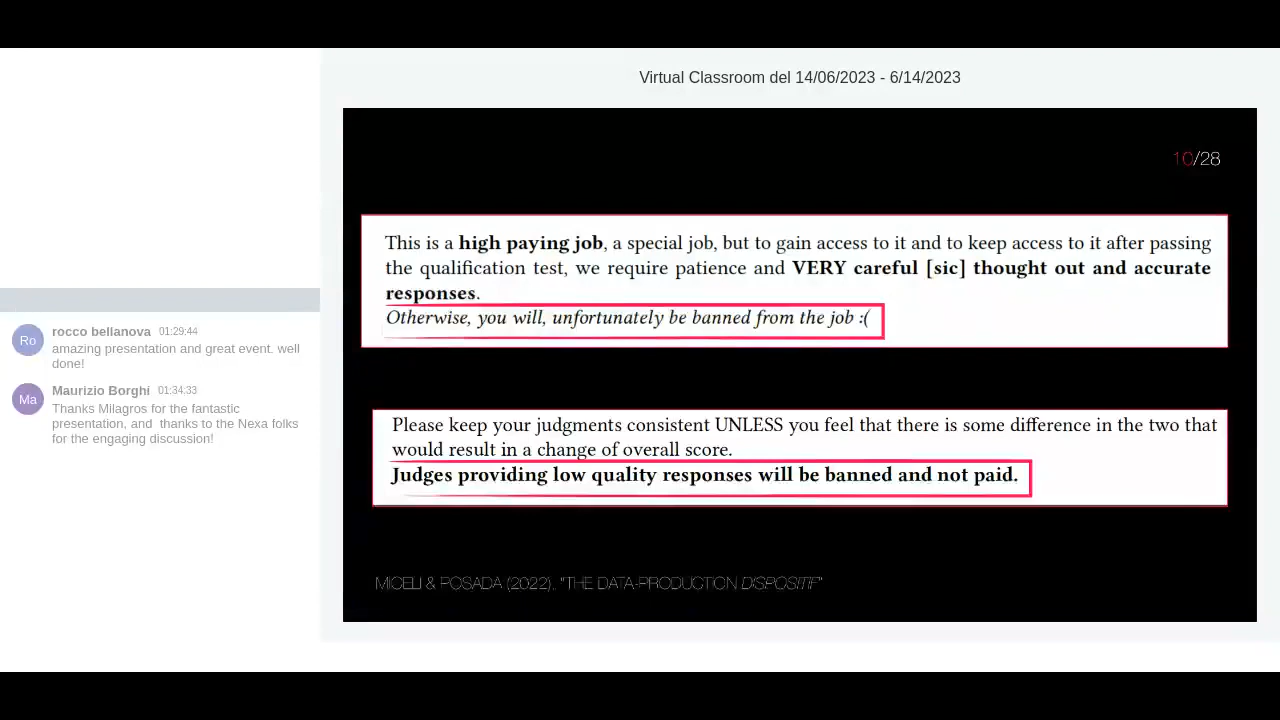 Virtual Classroom del 14/06/2023 - 6/14/2023
10/28
This is a high paying job, a special job, but to gain access to it and to keep access to it after passing
the qualification test, we require patience and VERY careful [sic] thought out and accurate
responses.
Otherwise, you will, unfortunately be banned from the job :(
Please keep your judgments consistent UNLESS you feel that there is some difference in the two that
would result in a change of overall score.
Judges providing low quality responses will be banned and not paid.
MICELI & POSADA (2022). "THE DATA-PRODUCTION DISPOSITIF"
Ro
rocco bellanova 01:29:44
amazing presentation and great event. well
done!
Ma
Maurizio Borghi 01:34:33
Thanks Milagros for the fantastic
presentation, and thanks to the Nexa folks
for the engaging discussion!